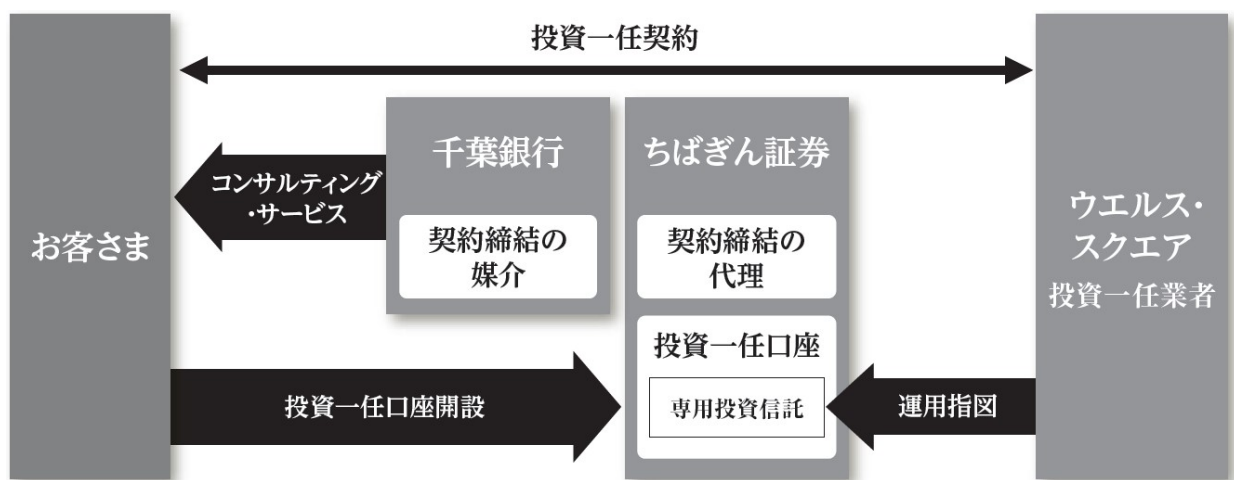 投資一任契約
お客さま
コンサルティング
・サービス
千葉銀行
契約締結の
媒介
ちばぎん証券
契約締結の
代理
投資一任口座
専用投資信託
投資一任口座開設
運用指図
ウエルス・
スクエア
投資一任業者